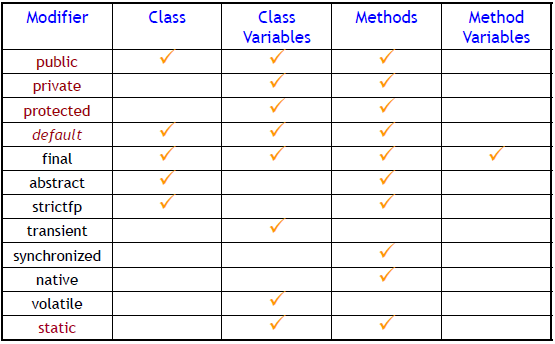 Modifier Class Class Variables Methods Method Variables
public ✓ ✓ ✓
private ✓ ✓
protected ✓ ✓
default ✓ ✓ ✓
final ✓ ✓ ✓ ✓
abstract ✓ ✓
strictfp ✓ ✓
transient ✓
synchronized ✓
native ✓
volatile ✓
static ✓ ✓